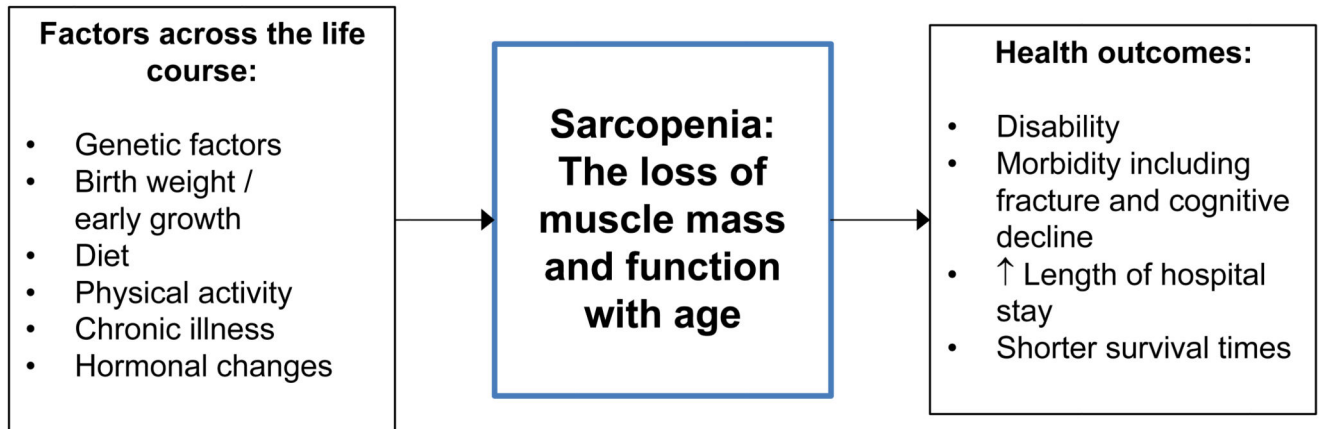 Factors across the life
course:
• Genetic factors
• Birth weight /
early growth
• Diet
• Physical activity
• Chronic illness
• Hormonal changes
Sarcopenia:
The loss of
muscle mass
and function
with age
Health outcomes:
• Disability
• Morbidity including
fracture and cognitive
decline
• ↑ Length of hospital
stay
• Shorter survival times